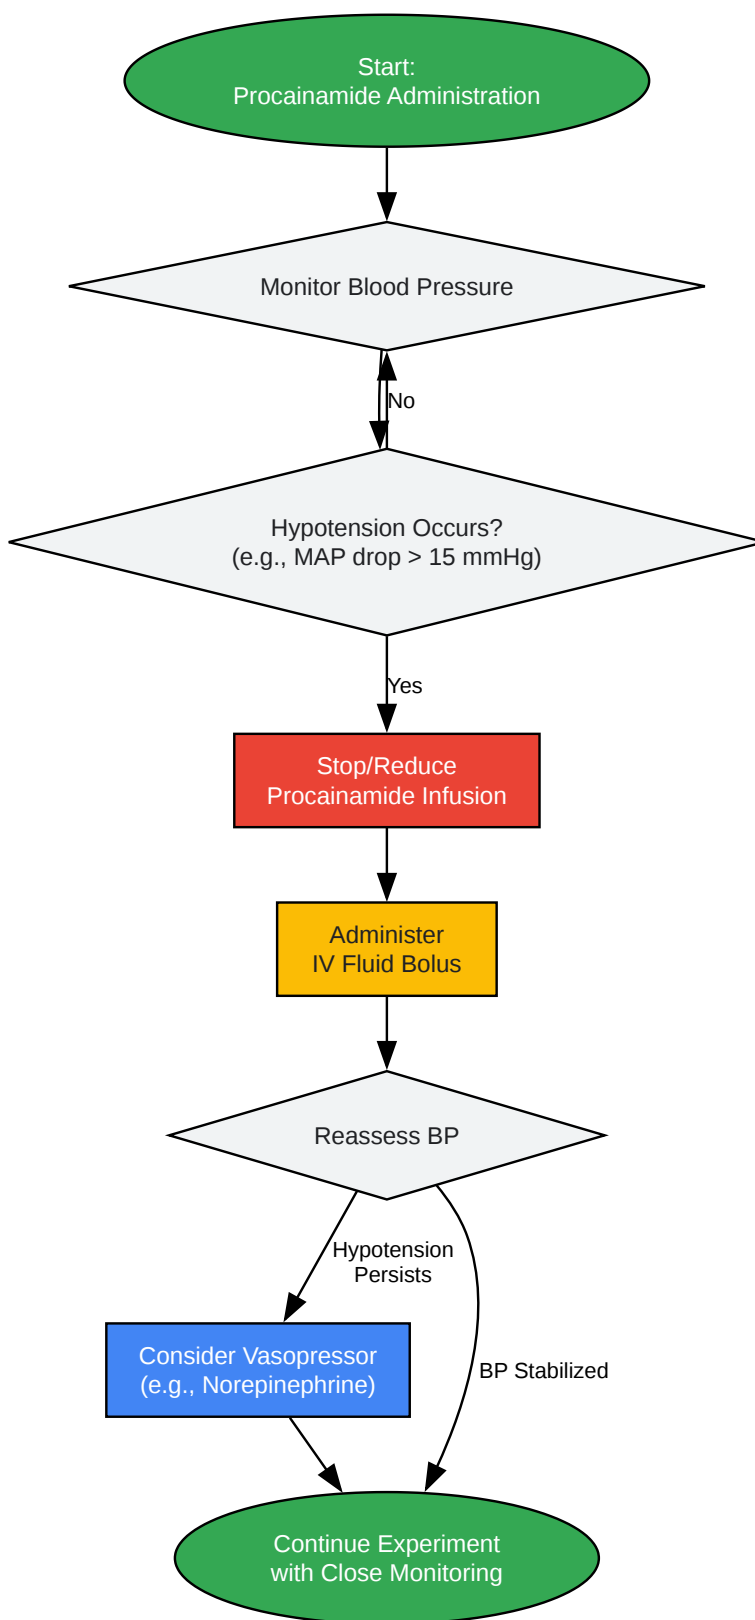 Start:
Procainamide Administration
Monitor Blood Pressure
No
Hypotension Occurs?
(e.g., MAP drop > 15 mmHg)
Yes
Stop/Reduce
Procainamide Infusion
Administer
IV Fluid Bolus
Reassess BP
Hypotension
Persists
Consider Vasopressor
(e.g., Norepinephrine)
BP Stabilized
Continue Experiment
with Close Monitoring